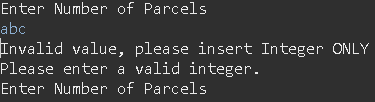 Enter Number of Parcels
abc
Invalid value, please insert Integer ONLY
Please enter a valid integer.
Enter Number of Parcels